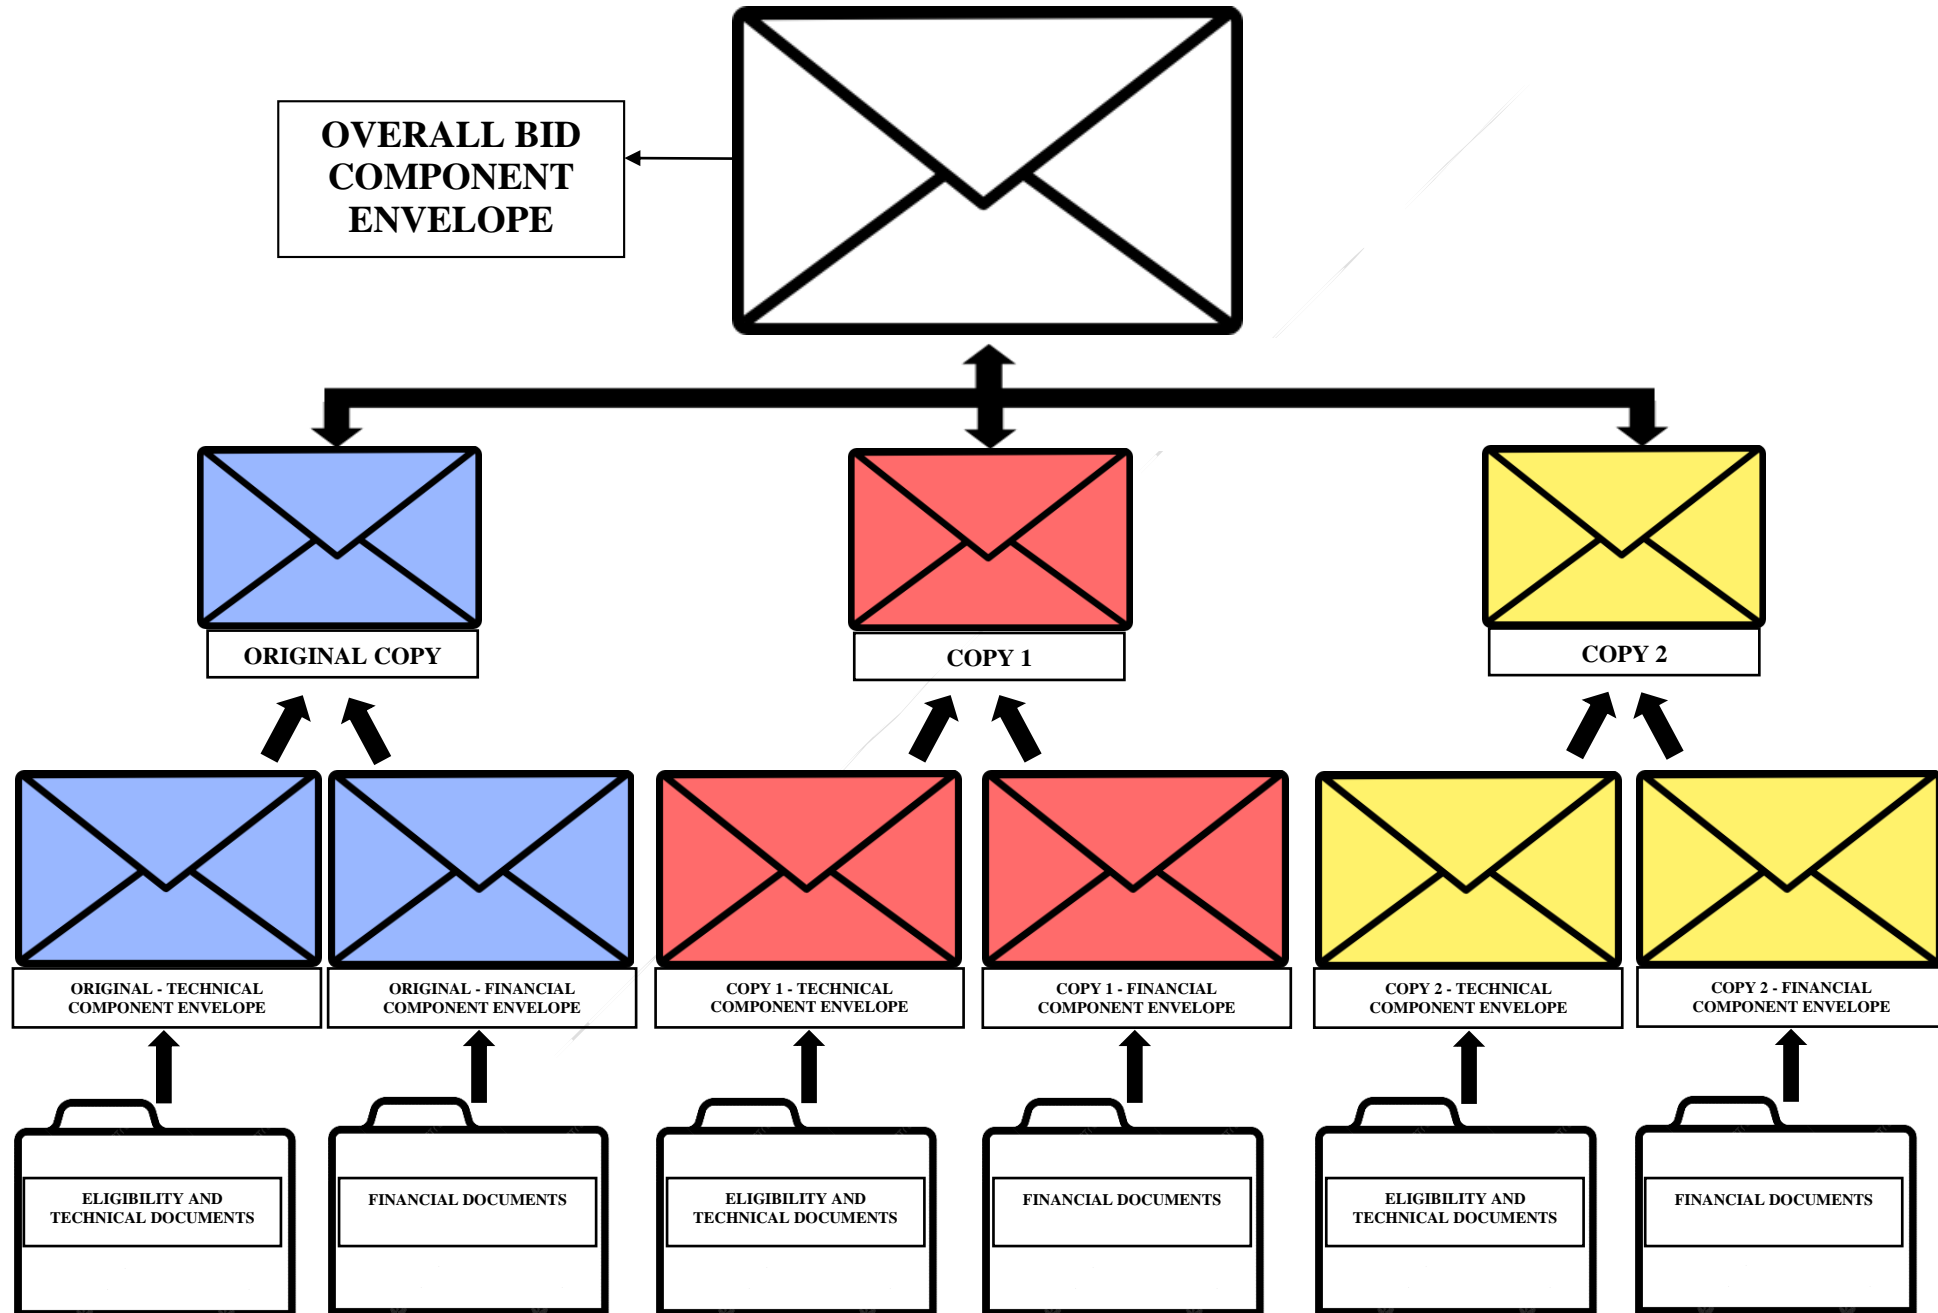 OVERALL BID
COMPONENT
ENVELOPE
ORIGINAL COPY
COPY 1
COPY 2
ORIGINAL - TECHNICAL
COMPONENT ENVELOPE
ORIGINAL - FINANCIAL
COMPONENT ENVELOPE
COPY 1 - TECHNICAL
COMPONENT ENVELOPE
COPY 1 - FINANCIAL
COMPONENT ENVELOPE
COPY 2 - TECHNICAL
COMPONENT ENVELOPE
COPY 2 - FINANCIAL
COMPONENT ENVELOPE
ELIGIBILITY AND
TECHNICAL DOCUMENTS
FINANCIAL DOCUMENTS
ELIGIBILITY AND
TECHNICAL DOCUMENTS
FINANCIAL DOCUMENTS
ELIGIBILITY AND
TECHNICAL DOCUMENTS
FINANCIAL DOCUMENTS